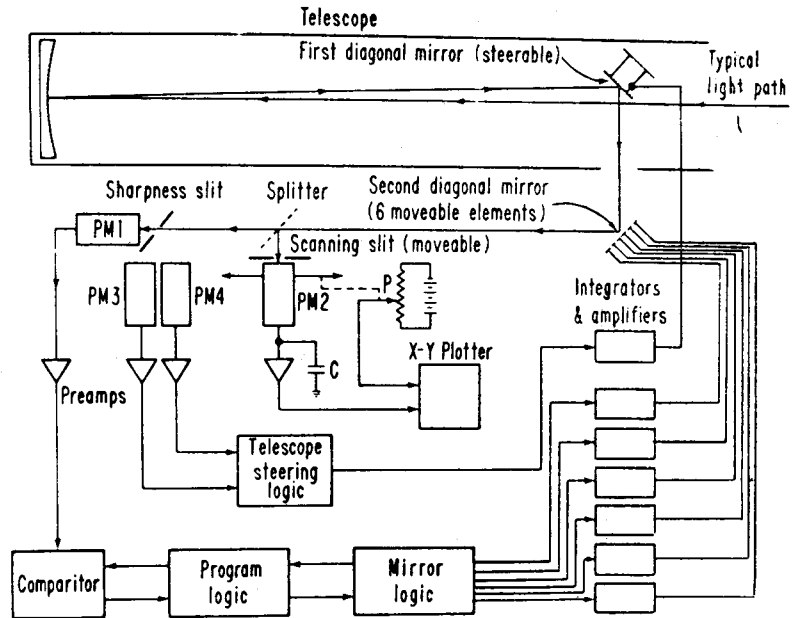 Telescope
First diagonal mirror (steerable)
Typical
light path
Second diagonal mirror
(6 moveable elements)
Sharpness slit
Splitter
PM1
Scanning slit (moveable)
PM3
PM4
PM2
P
Integrators
& amplifiers
X-Y Plotter
C
Preamps
Telescope
steering
logic
Comparitor
Program
logic
Mirror
logic